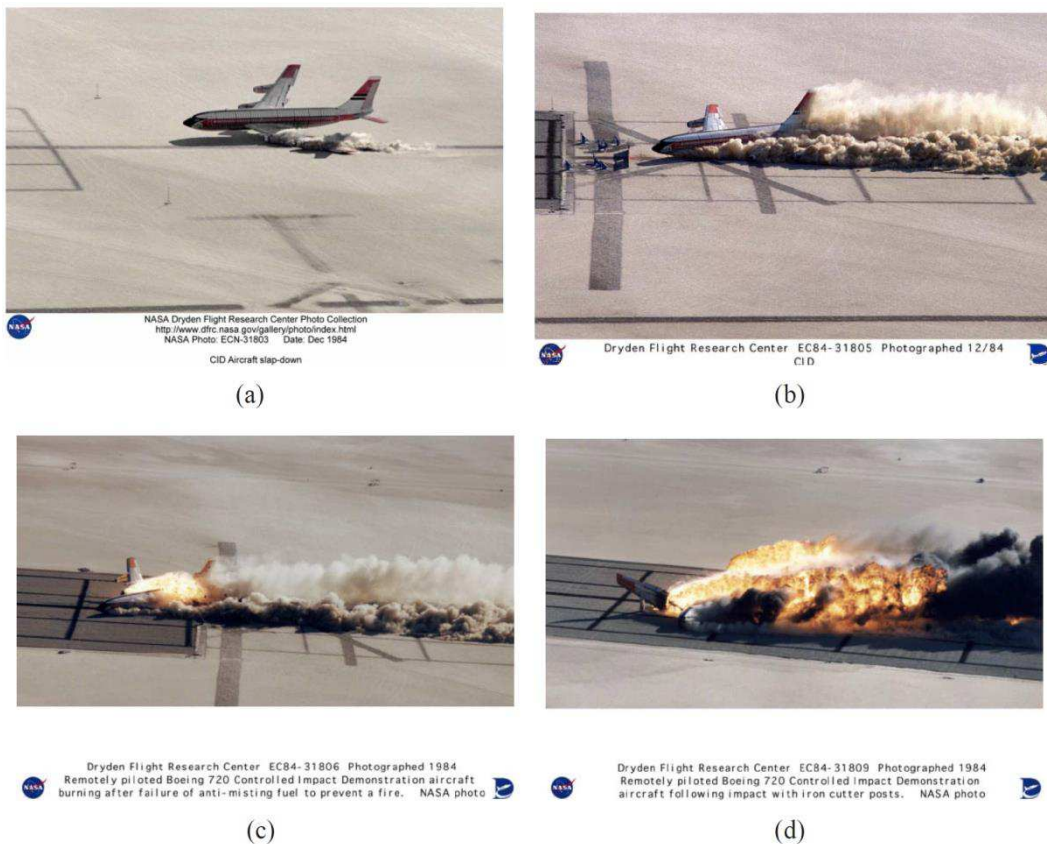 NASA Dryden Flight Research Center Photo Collection
http://www.dfrc.nasa.gov/gallery/photo/index.html
NASA
NASA Photo: ECN-31803 Date: Dec 1984
CID Aircraft slap-down
(a)
NASA
Dryden Flight Research Center EC84-31805 Photographed 12/84
CID
(b)
Dryden Flight Research Center EC84-31806 Photographed 1984
NASA
Remotely piloted Boeing 720 Controlled Impact Demonstration aircraft
burning after failure of anti-misting fuel to prevent a fire. NASA photo
(c)
Dryden Flight Research Center EC84-31809 Photographed 1984
NASA
Remotely piloted Boeing 720 Controlled Impact Demonstration
aircraft following impact with iron cutter posts. NASA photo
(d)